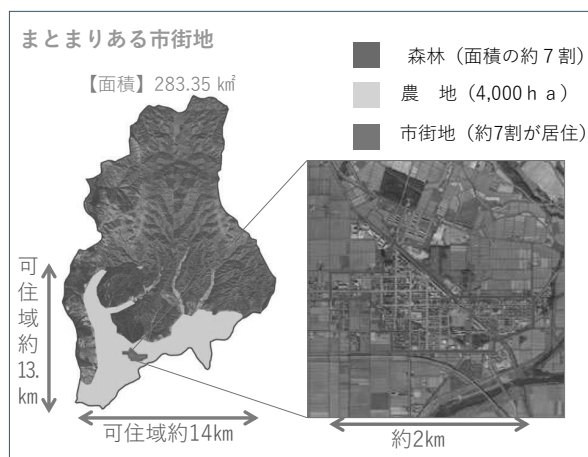 まとまりある市街地
【面積】283.35 ㎢
森林（面積の約７割）
農　地（4,000ｈａ）
市街地（約7割が居住）
可住域約13.km
可住域約14㎞
約2㎞